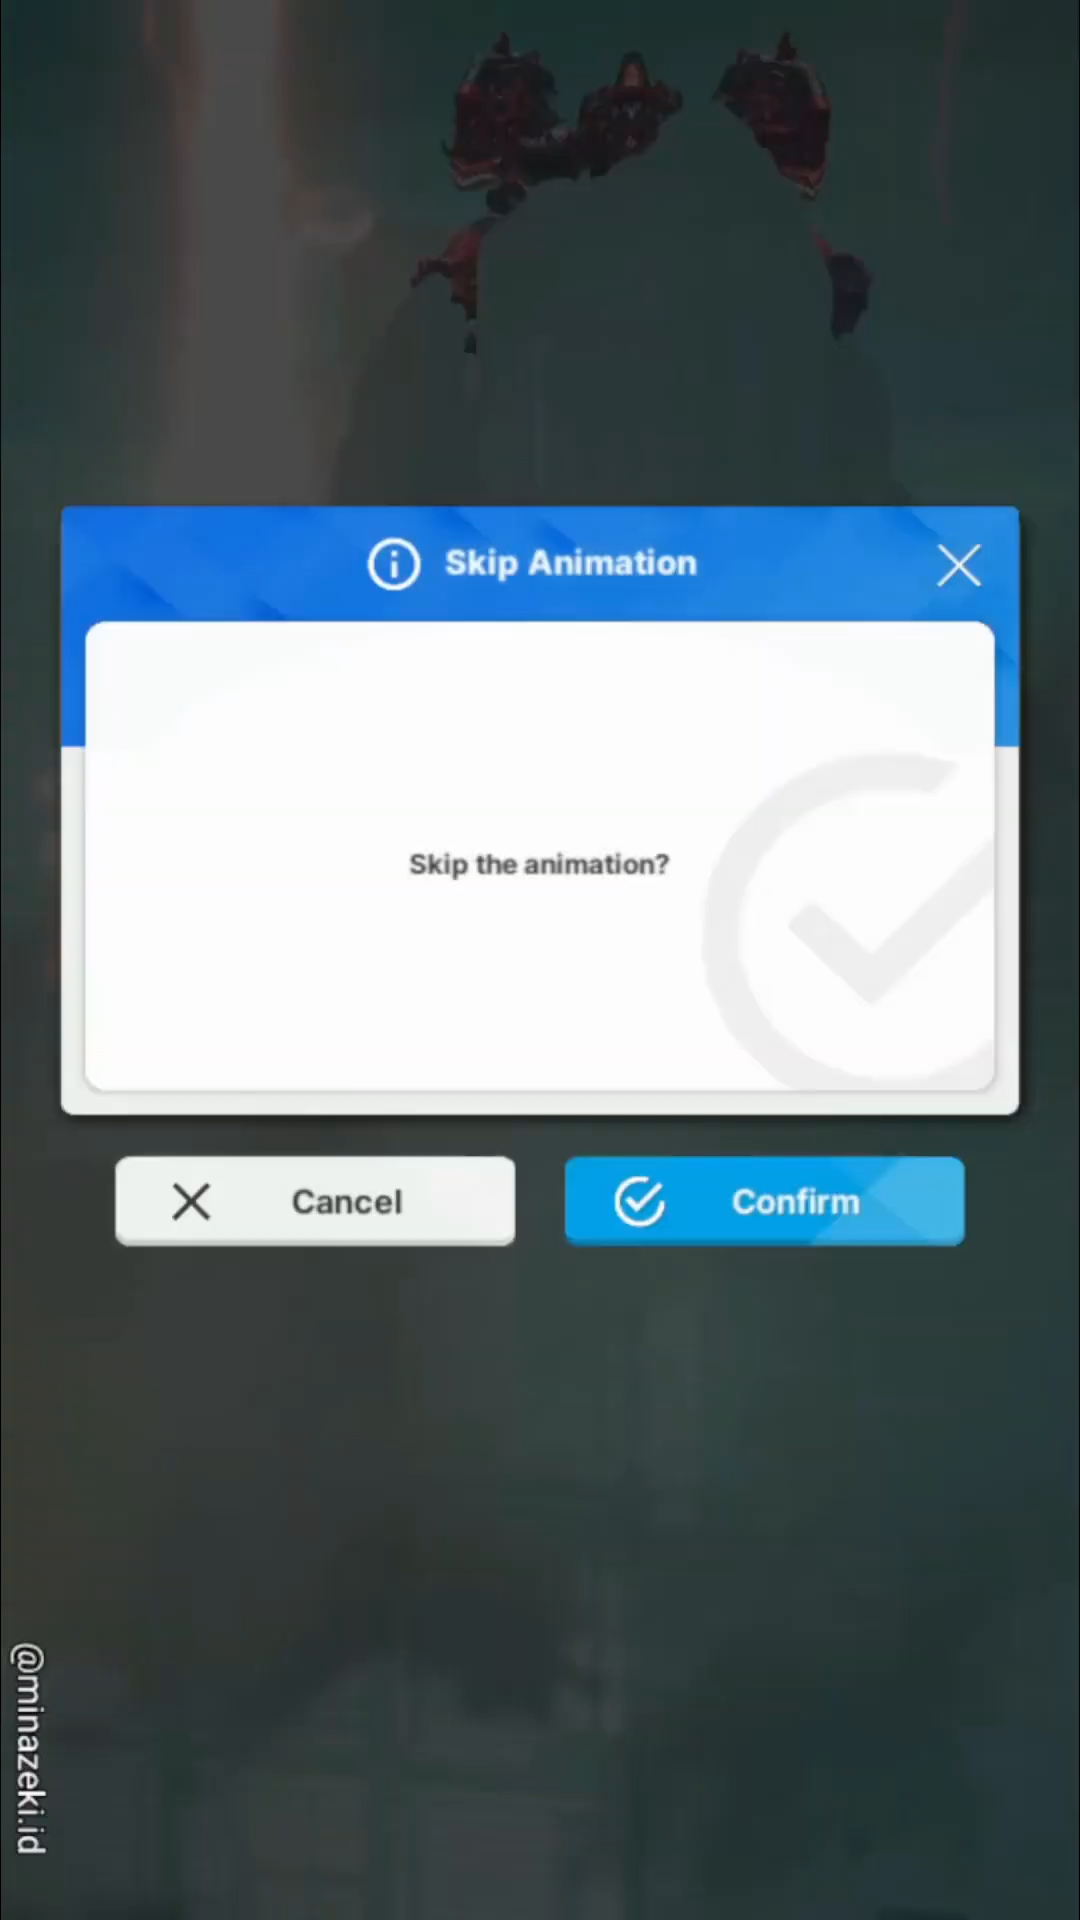 Skip Animation
Skip the animation?
Cancel
Confirm
@minazeki.id